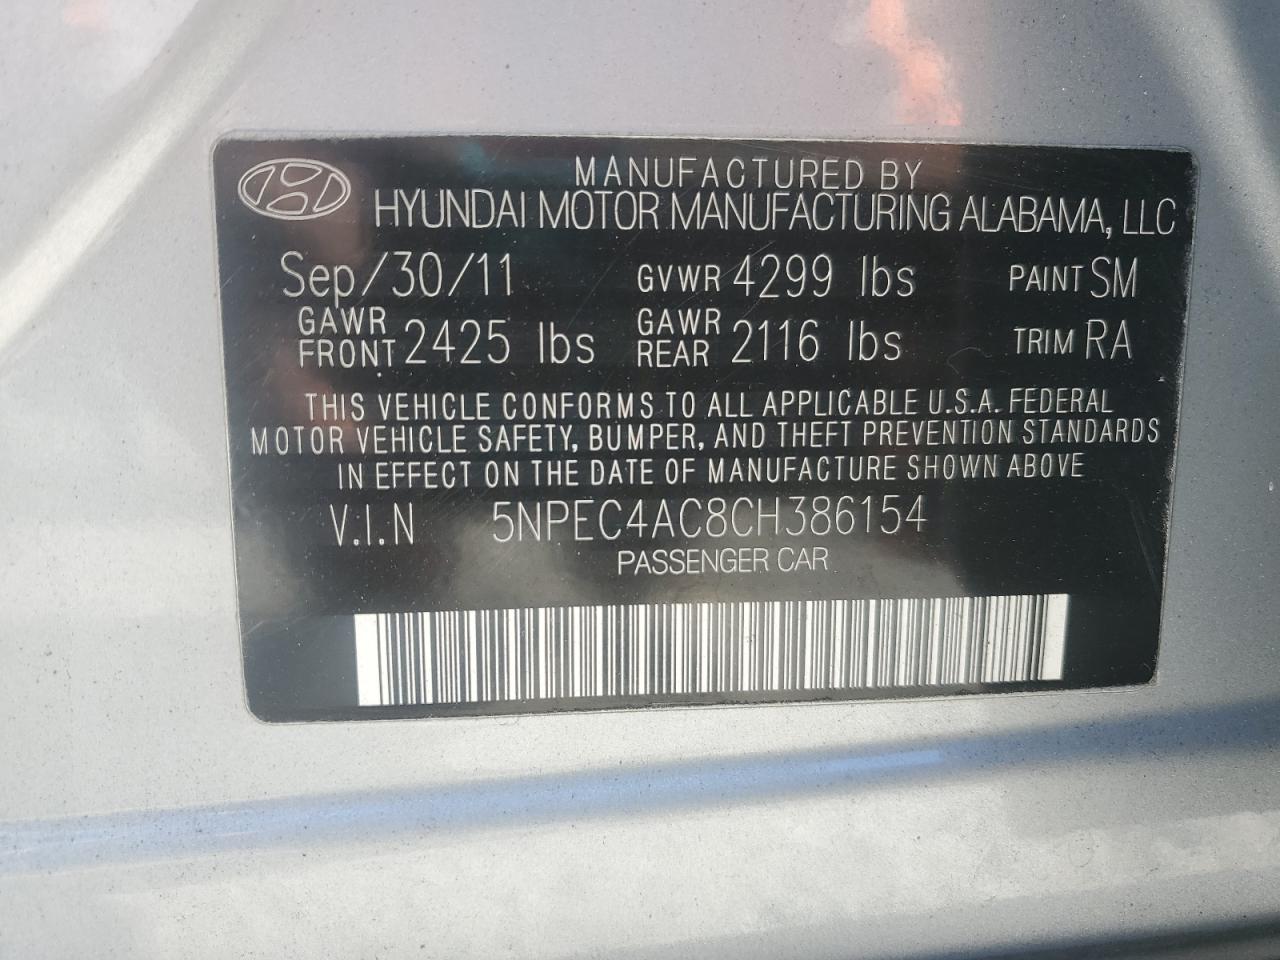 MANUFACTURED BY
HYUNDAI MOTOR MANUFACTURING ALABAMA, LLC
Sep/30/11 GVWR 4299 lbs PAINT SM
GAWR FRONT 2425 lbs GAWR REAR 2116 lbs TRIM RA
THIS VEHICLE CONFORMS TO ALL APPLICABLE U.S.A. FEDERAL
MOTOR VEHICLE SAFETY, BUMPER, AND THEFT PREVENTION STANDARDS
IN EFFECT ON THE DATE OF MANUFACTURE SHOWN ABOVE
V.I.N 5NPEC4AC8CH386154
PASSENGER CAR